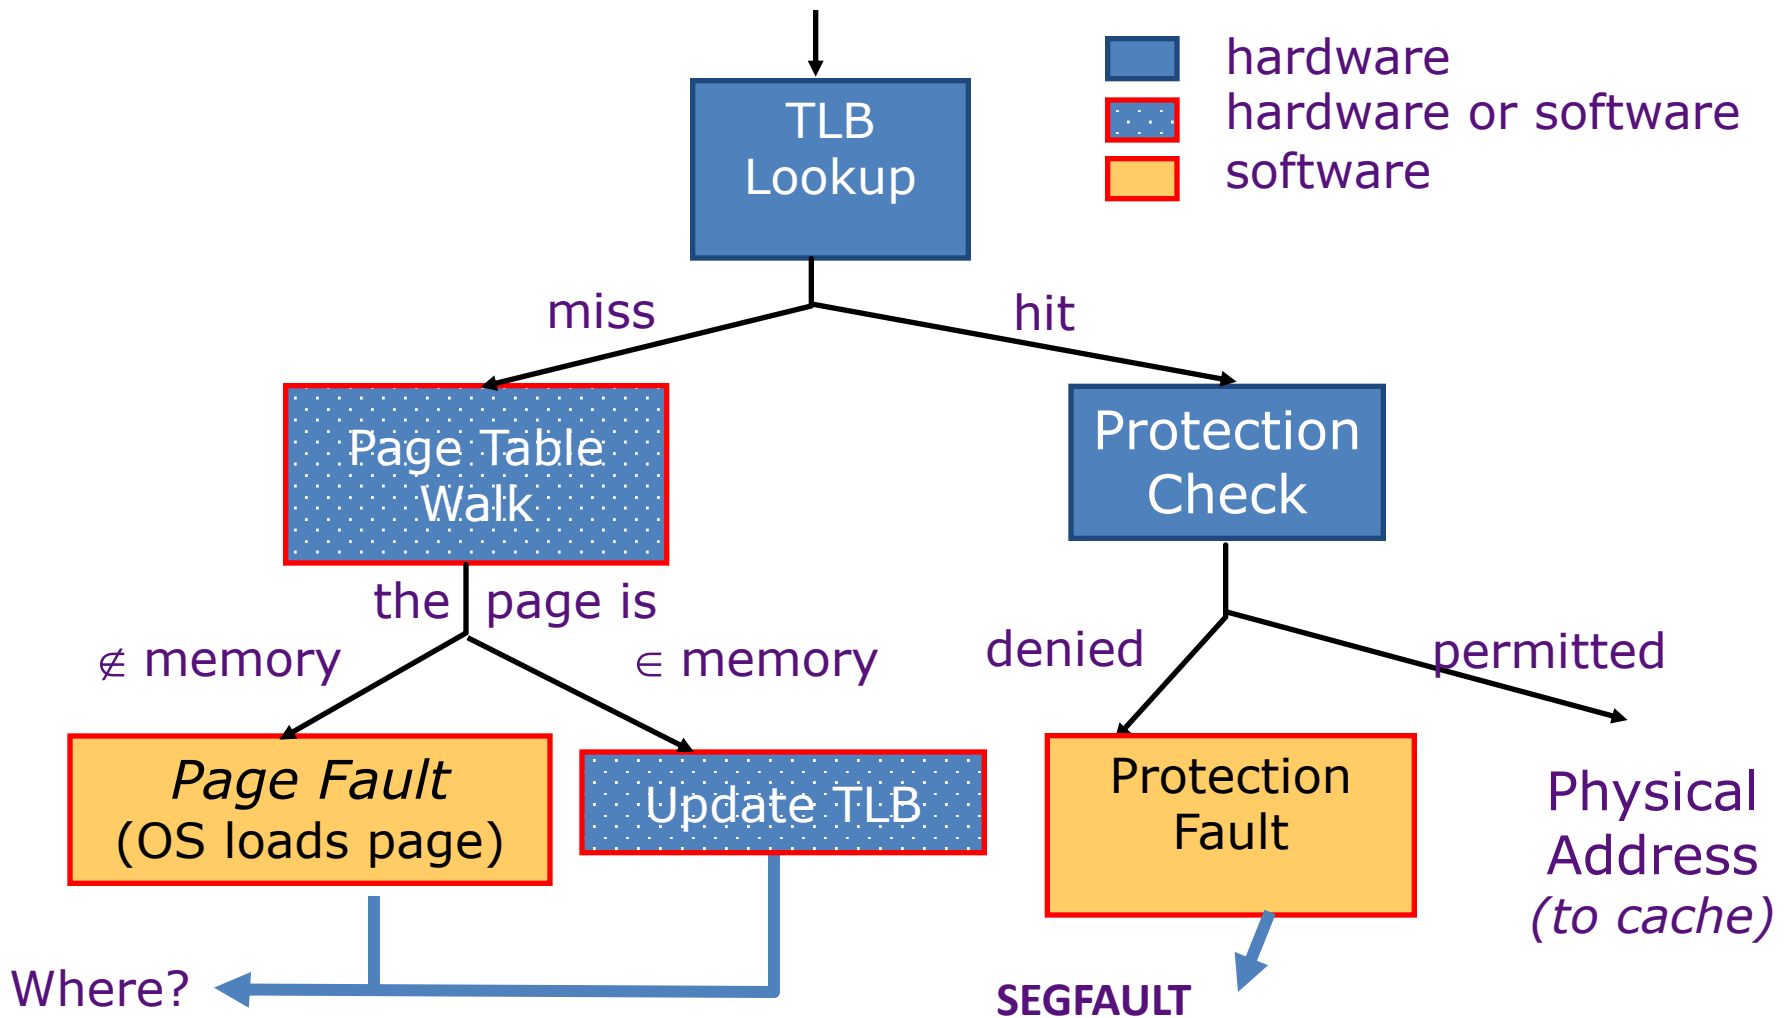 hardware
hardware or software
software
TLB
Lookup
miss
hit
Page Table
Walk
Protection
Check
the page is
∉ memory
∈ memory
denied
permitted
Page Fault
(OS loads page)
Update TLB
Protection
Fault
Physical
Address
(to cache)
Where?
SEGFAULT